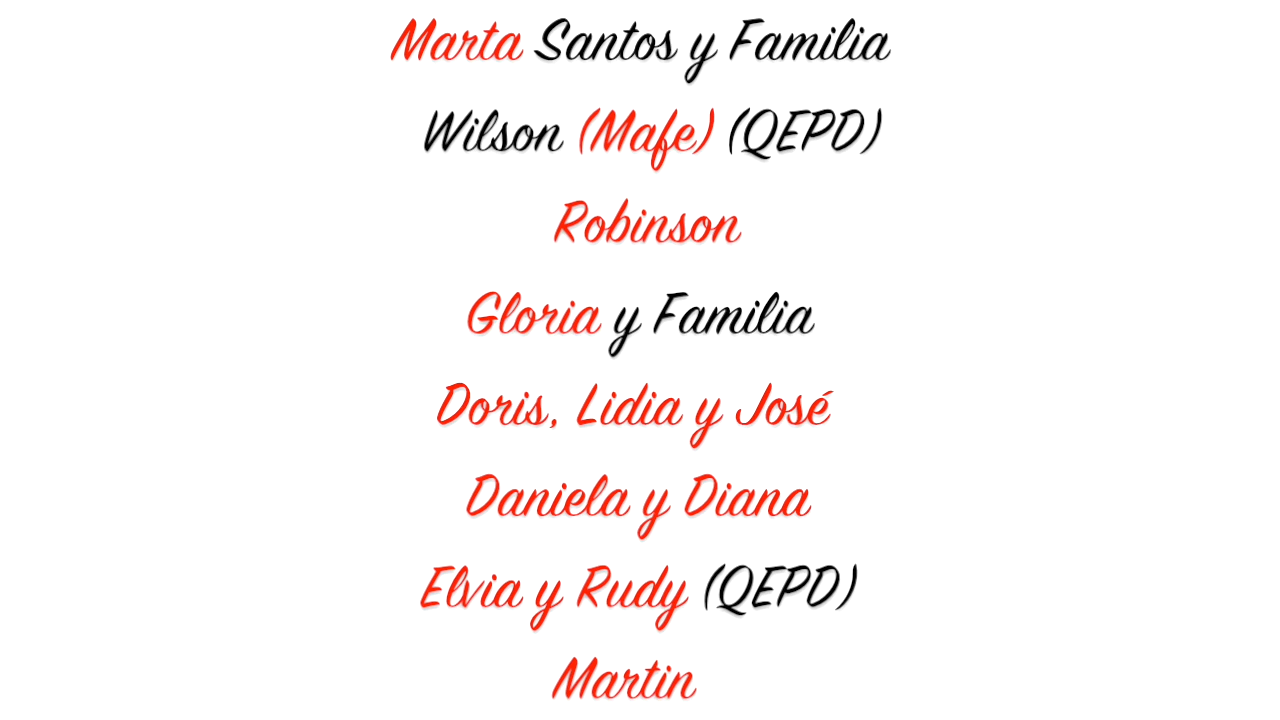 Marta Santos y Familia
Wilson (Mafe) (QEPD)
Robinson
Gloria y Familia
Doris, Lidia y José
Daniela y Diana
Elvia y Rudy (QEPD)
Martin